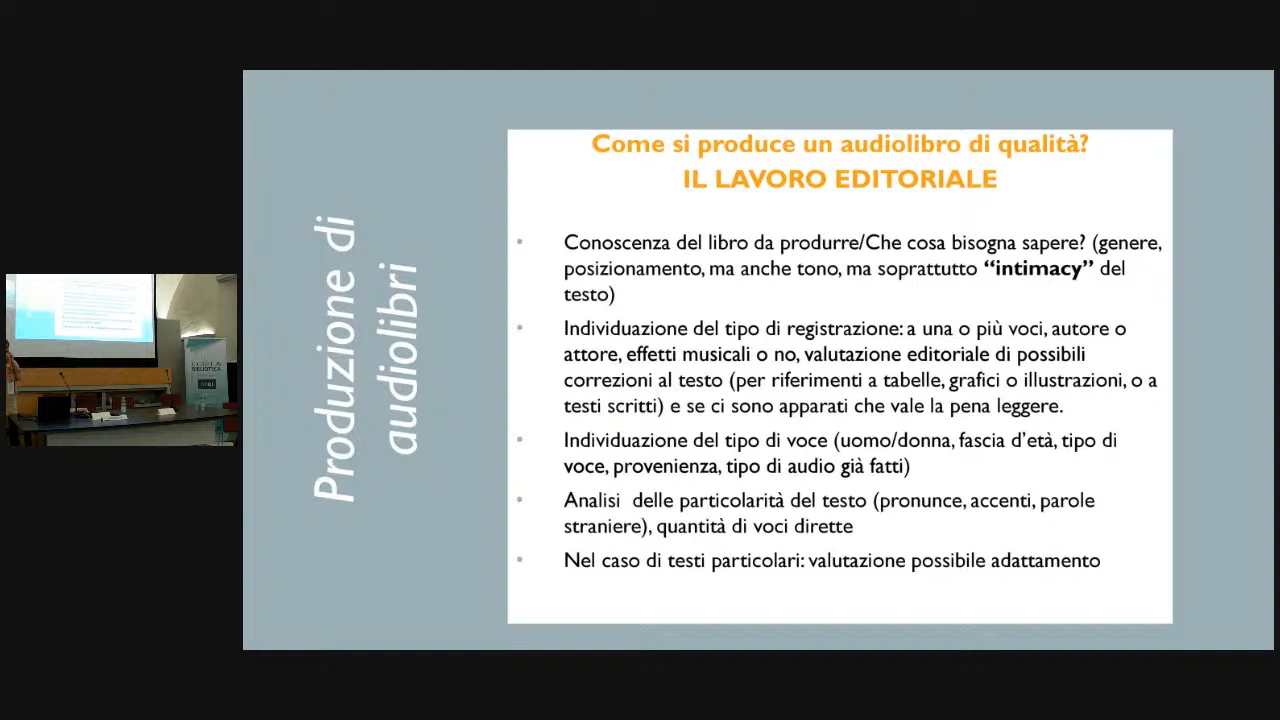 Produzione di
audiolibri
Come si produce un audiolibro di qualità?
IL LAVORO EDITORIALE
• Conoscenza del libro da produrre/Che cosa bisogna sapere? (genere,
posizionamento, ma anche tono, ma soprattutto “intimacy” del
testo)
• Individuazione del tipo di registrazione: a una o più voci, autore o
attore, effetti musicali o no, valutazione editoriale di possibili
correzioni al testo (per riferimenti a tabelle, grafici o illustrazioni, o a
testi scritti) e se ci sono apparati che vale la pena leggere.
• Individuazione del tipo di voce (uomo/donna, fascia d’età, tipo di
voce, provenienza, tipo di audio già fatti)
• Analisi delle particolarità del testo (pronunce, accenti, parole
straniere), quantità di voci dirette
• Nel caso di testi particolari: valutazione possibile adattamento
BIBLIOTECA